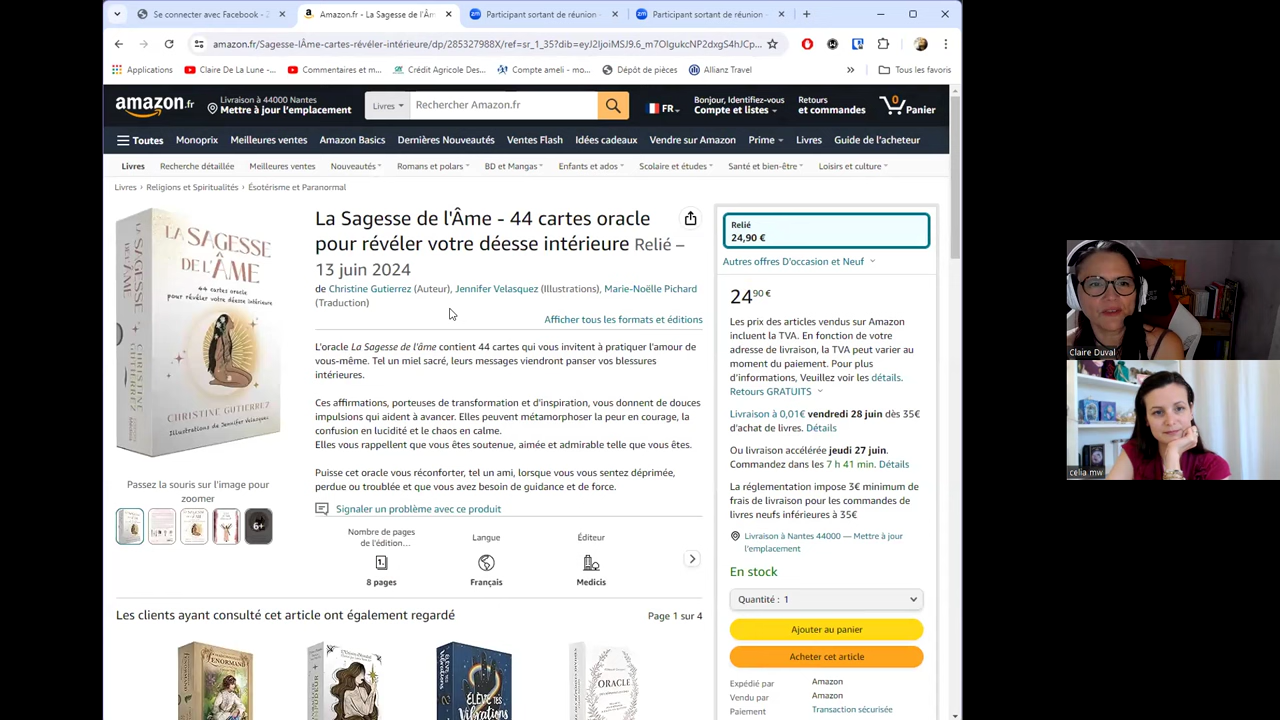 Se connecter avec Facebook - 2
Amazon.fr - La Sagesse de l'Âm
Participant sortant de réunion -
Participant sortant de réunion -
amazon.fr/Sagesse-lÂme-cartes-révéler-intérieure/dp/285327988X/ref=sr_1_35?dib=eyJ2IjoiMSJ9.6_m7OlgukcNP2dxgS4hJCp...
Applications
Claire De La Lune -...
Commentaires et m...
Crédit Agricole Des...
Compte ameli - mo...
Dépôt de pièces
Allianz Travel
»
Tous les favoris
amazon.fr
Livraison à 44000 Nantes
Mettre à jour l'emplacement
Livres
Rechercher Amazon.fr
FR
Bonjour, Identifiez-vous
Compte et listes
Retours
et commandes
0
Panier
Toutes
Monoprix
Meilleures ventes
Amazon Basics
Dernières Nouveautés
Ventes Flash
Idées cadeaux
Vendre sur Amazon
Prime
Livres
Guide de l'acheteur
Livres
Recherche détaillée
Meilleures ventes
Nouveautés
Romans et polars
BD et Mangas
Enfants et ados
Scolaire et études
Santé et bien-être
Loisirs et culture
Livres › Religions et Spiritualités › Ésotérisme et Paranormal
LA SAGESSE
DE L'ÂME
44 cartes oracle
pour révéler votre déesse intérieure
CHRISTINE GUTIERREZ
Illustrations de Jennifer Velasquez
LA SAGESSE DE L'ÂME
CHRISTINE GUTIERREZ
Passez la souris sur l'image pour
zoomer
6+
La Sagesse de l'Âme - 44 cartes oracle
pour révéler votre déesse intérieure Relié –
13 juin 2024
de Christine Gutierrez (Auteur), Jennifer Velasquez (Illustrations), Marie-Noëlle Pichard
(Traduction)
Afficher tous les formats et éditions
L'oracle La Sagesse de l'âme contient 44 cartes qui vous invitent à pratiquer l'amour de
vous-même. Tel un miel sacré, leurs messages viendront panser vos blessures
intérieures.
Ces affirmations, porteuses de transformation et d'inspiration, vous donnent de douces
impulsions qui aident à avancer. Elles peuvent métamorphoser la peur en courage, la
confusion en lucidité et le chaos en calme.
Elles vous rappellent que vous êtes soutenue, aimée et admirable telle que vous êtes.
Puisse cet oracle vous réconforter, tel un ami, lorsque vous vous sentez déprimée,
perdue ou troublée et que vous avez besoin de guidance et de force.
Signaler un problème avec ce produit
Nombre de pages
de l'édition...
8 pages
Langue
Français
Éditeur
Medicis
Relié
24,90 €
Autres offres D'occasion et Neuf
24,90 €
Les prix des articles vendus sur Amazon
incluent la TVA. En fonction de votre
adresse de livraison, la TVA peut varier au
moment du paiement. Pour plus
d'informations, Veuillez voir les détails.
Retours GRATUITS
Livraison à 0,01€ vendredi 28 juin dès 35€
d'achat de livres. Détails
Ou livraison accélérée jeudi 27 juin.
Commandez dans les 7 h 41 min. Détails
La réglementation impose 3€ minimum de
frais de livraison pour les commandes de
livres neufs inférieures à 35€
Livraison à Nantes 44000 — Mettre à jour
l'emplacement
En stock
Quantité : 1
Ajouter au panier
Acheter cet article
Expédié par Amazon
Vendu par Amazon
Paiement Transaction sécurisée
Les clients ayant consulté cet article ont également regardé
Page 1 sur 4
ENORMAND
ÉLÈVE TES
Vibrations
ORACLE
Claire Duval
celia mw